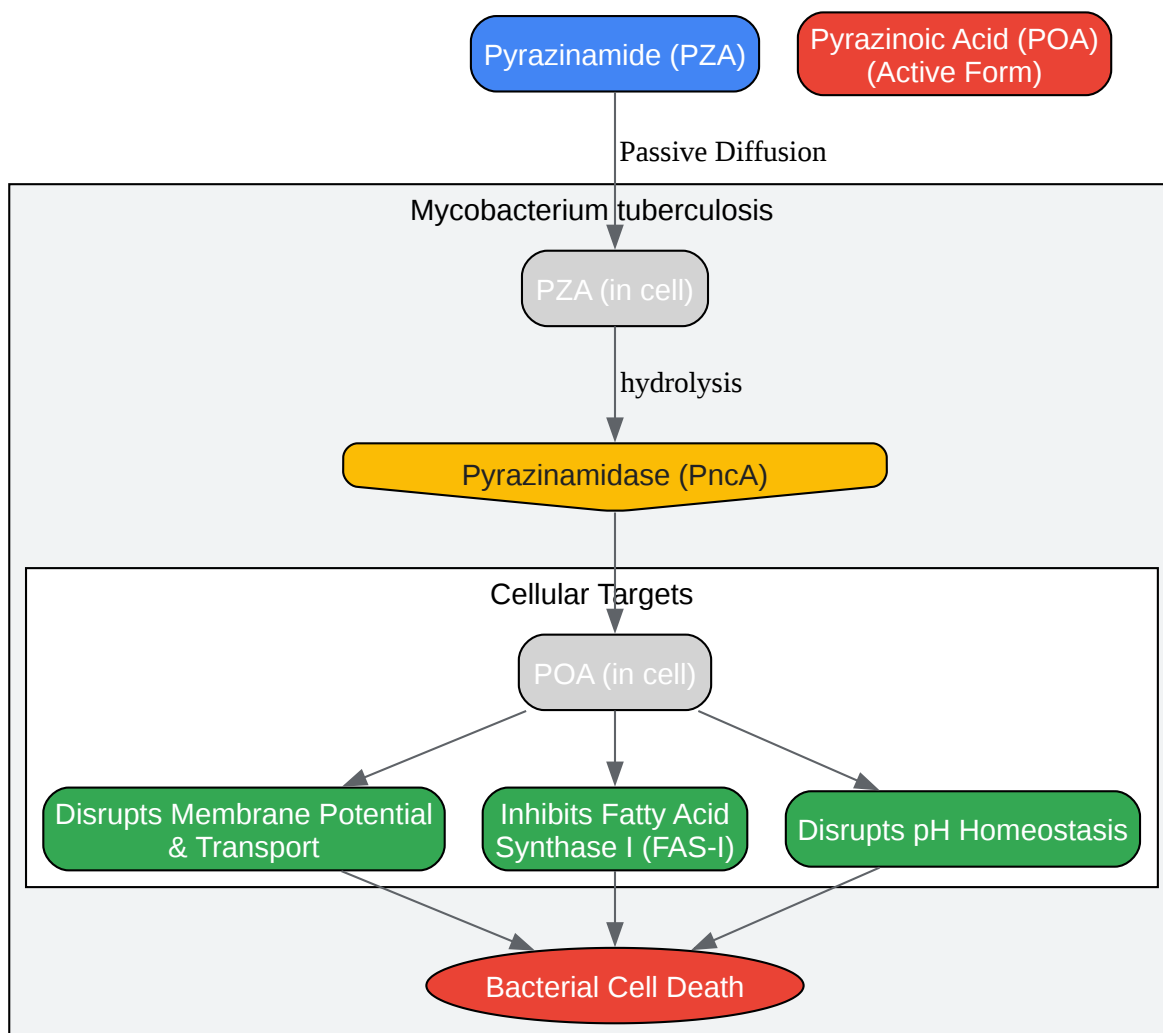 Pyrazinamide (PZA)
Pyrazinoic Acid (POA)
(Active Form)
Passive Diffusion
Mycobacterium tuberculosis
PZA (in cell)
hydrolysis
Pyrazinamidase (PncA)
Cellular Targets
POA (in cell)
Disrupts Membrane Potential
& Transport
Inhibits Fatty Acid
Synthase I (FAS-I)
Disrupts pH Homeostasis
Bacterial Cell Death